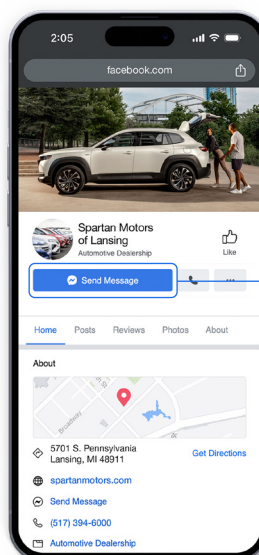 2:05
facebook.com
Spartan Motors
of Lansing
Automotive Dealership
Like
Send Message
Home Posts Reviews Photos About
About
Broadway
5701 S. Pennsylvania
Lansing, MI 48911
Get Directions
spartanmotors.com
Send Message
(517) 394-6000
Automotive Dealership